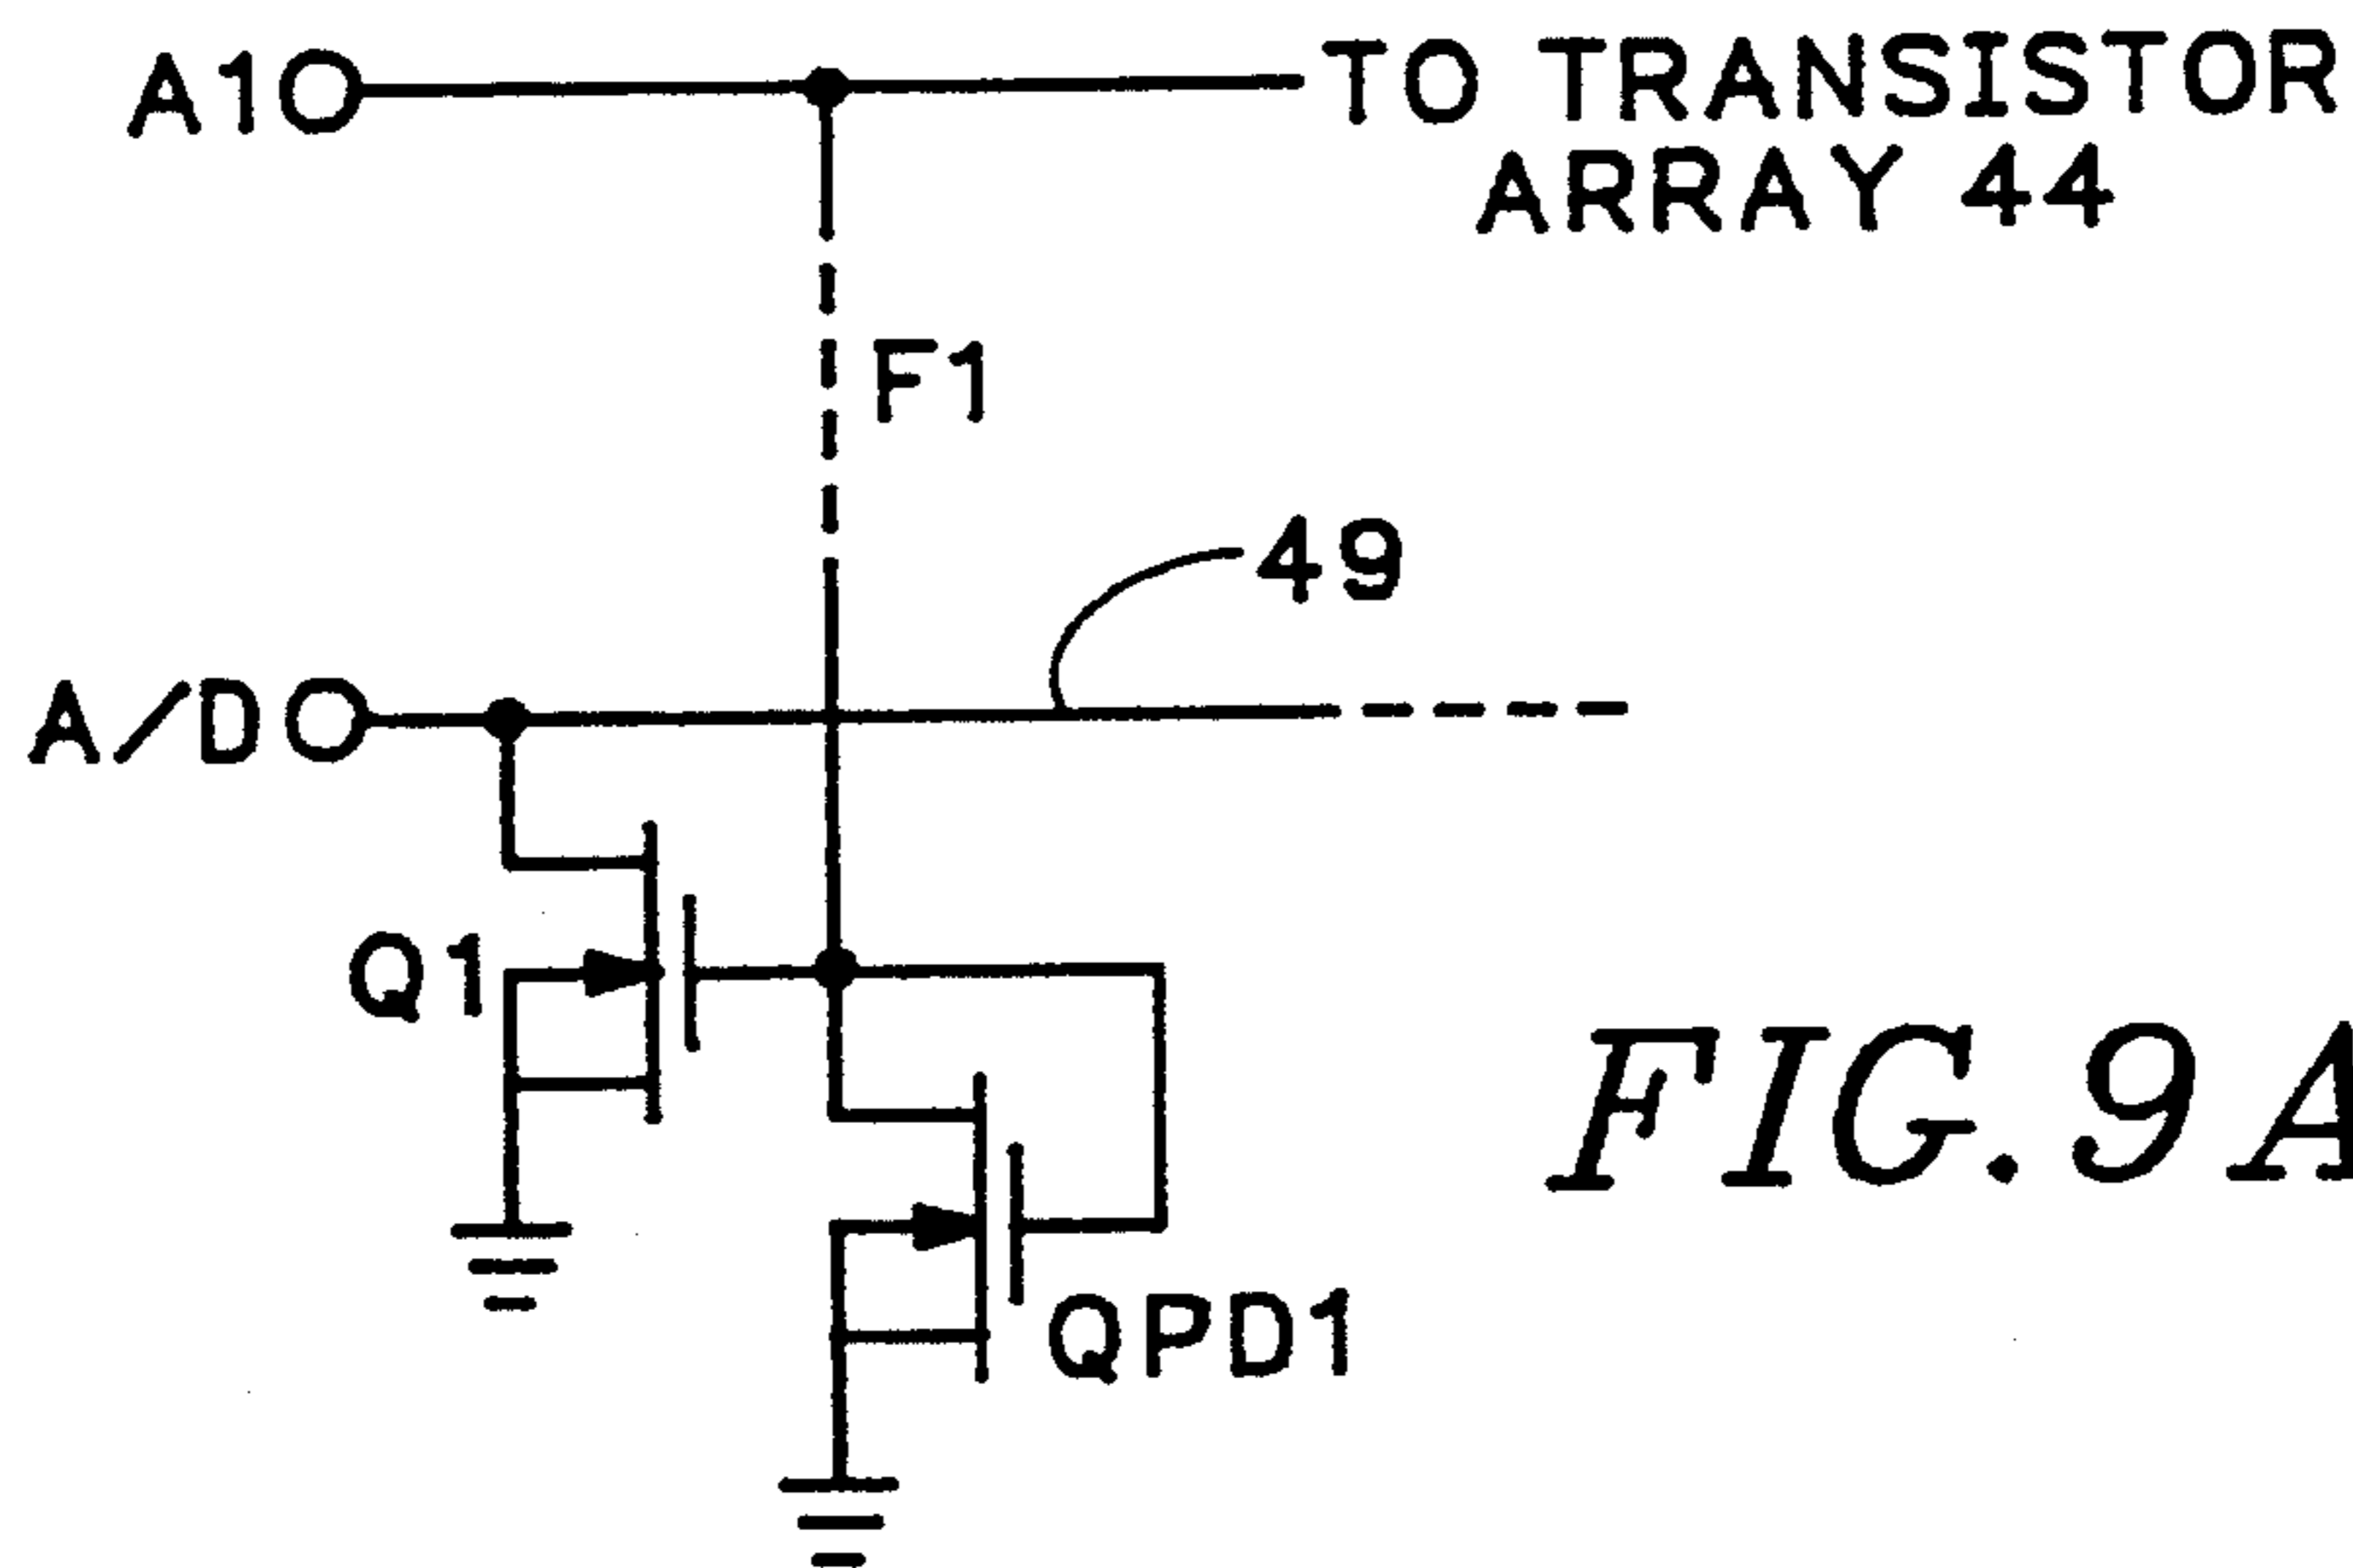 A1
TO TRANSISTOR
ARRAY 44
F1
49
A/D
Q1
QPD1
FIG. 9A